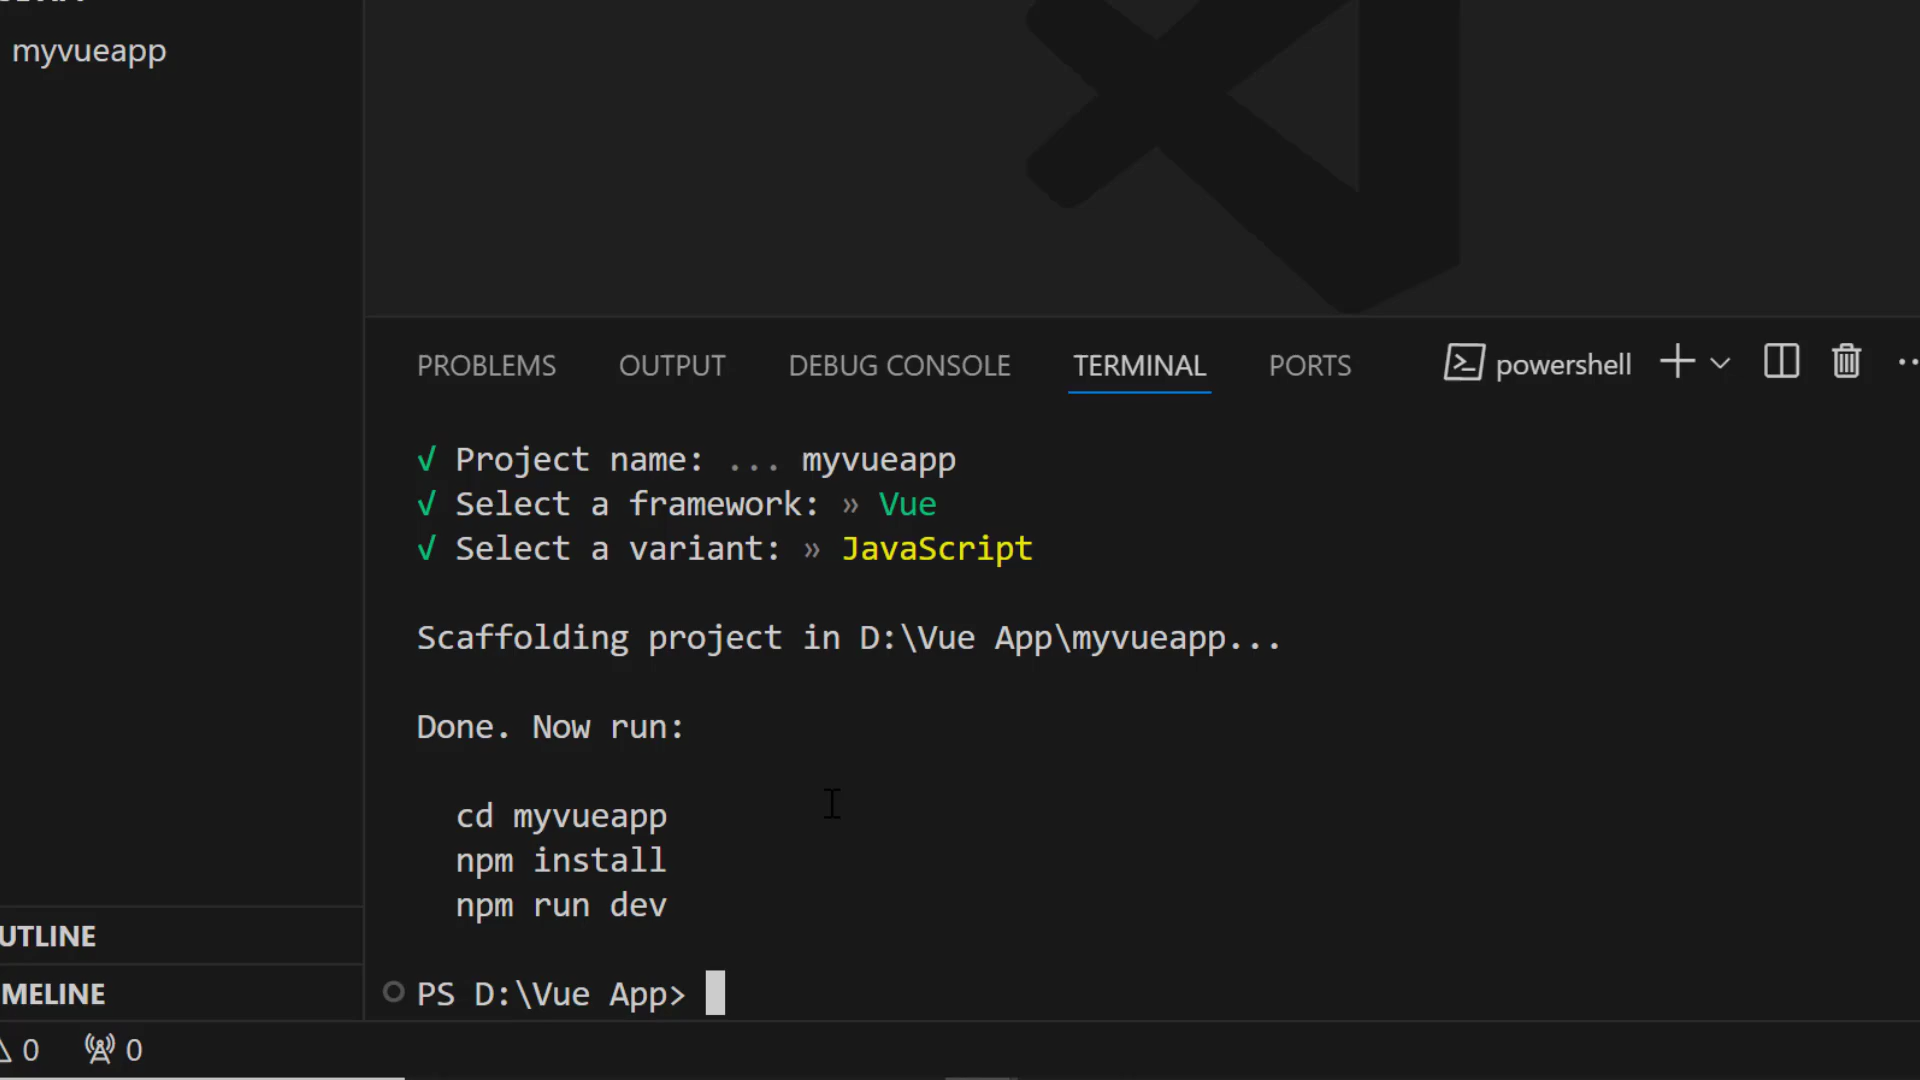 myvueapp
PROBLEMS OUTPUT DEBUG CONSOLE TERMINAL PORTS powershell
√ Project name: ... myvueapp
√ Select a framework: » Vue
√ Select a variant: » JavaScript
Scaffolding project in D:\Vue App\myvueapp...
Done. Now run:
cd myvueapp
npm install
npm run dev
UTLINE
MELINE
PS D:\Vue App>
0 0